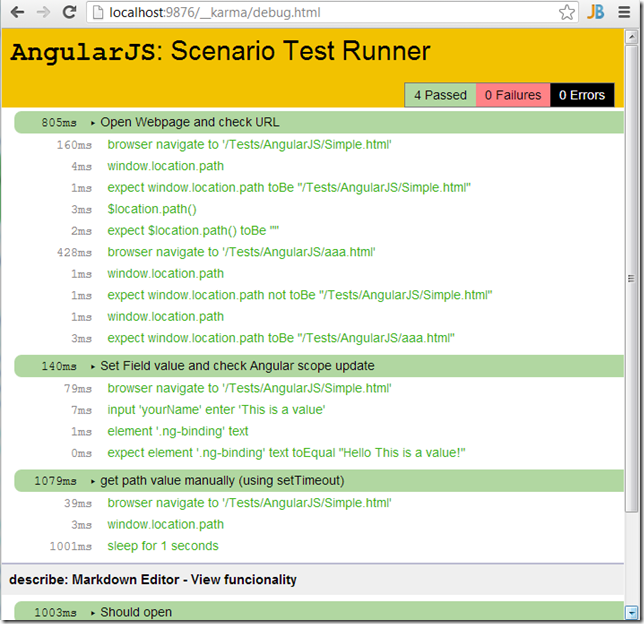 localhost:9876/__karma/debug.html
JB
AngularJS: Scenario Test Runner
4 Passed 0 Failures 0 Errors
805ms ▸ Open Webpage and check URL
160ms browser navigate to '/Tests/AngularJS/Simple.html'
4ms window.location.path
1ms expect window.location.path toBe "/Tests/AngularJS/Simple.html"
3ms $location.path()
2ms expect $location.path() toBe ""
428ms browser navigate to '/Tests/AngularJS/aaa.html'
1ms window.location.path
1ms expect window.location.path not toBe "/Tests/AngularJS/Simple.html"
1ms window.location.path
3ms expect window.location.path toBe "/Tests/AngularJS/aaa.html"
140ms ▸ Set Field value and check Angular scope update
79ms browser navigate to '/Tests/AngularJS/Simple.html'
7ms input 'yourName' enter 'This is a value'
1ms element '.ng-binding' text
0ms expect element '.ng-binding' text toEqual "Hello This is a value!"
1079ms ▸ get path value manually (using setTimeout)
39ms browser navigate to '/Tests/AngularJS/Simple.html'
3ms window.location.path
1001ms sleep for 1 seconds
describe: Markdown Editor - View funcionality
1003ms ▸ Should open